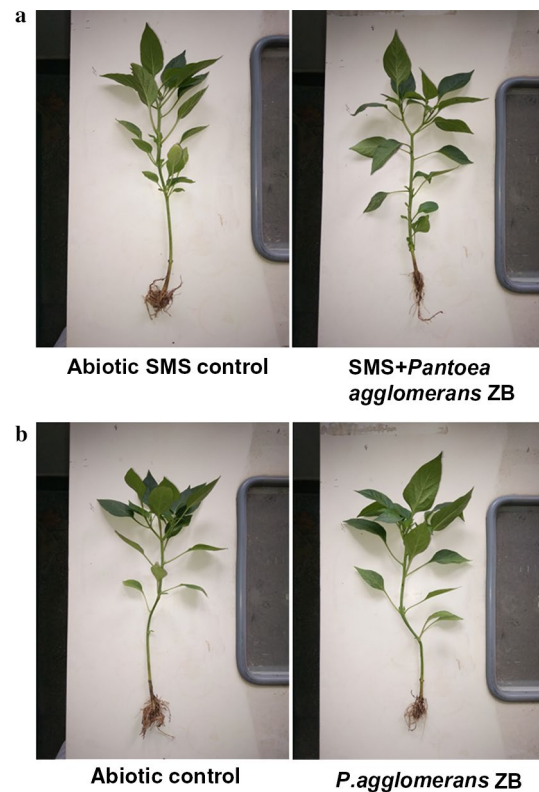 a
Abiotic SMS control
SMS+Pantoea
agglomerans ZB
b
Abiotic control
P.agglomerans ZB